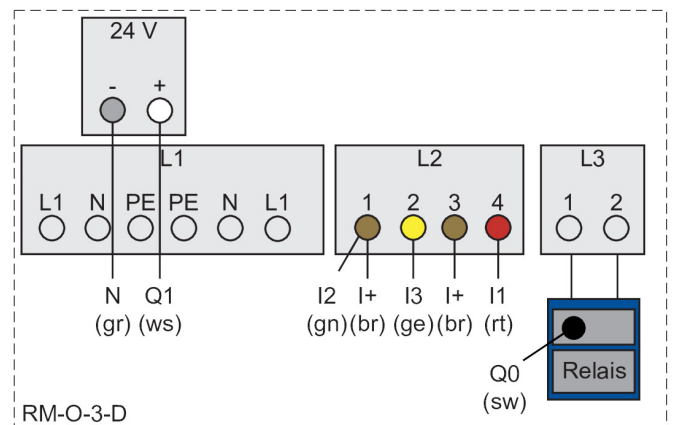 24 V
- +
L1 L2 L3
L1 N PE PE N L1 1 2 3 4 1 2
N Q1 I2 I+ I3 I+ I1
(gr) (ws) (gn) (br) (ge) (br) (rt)
Q0
(sw)
Relais
RM-O-3-D